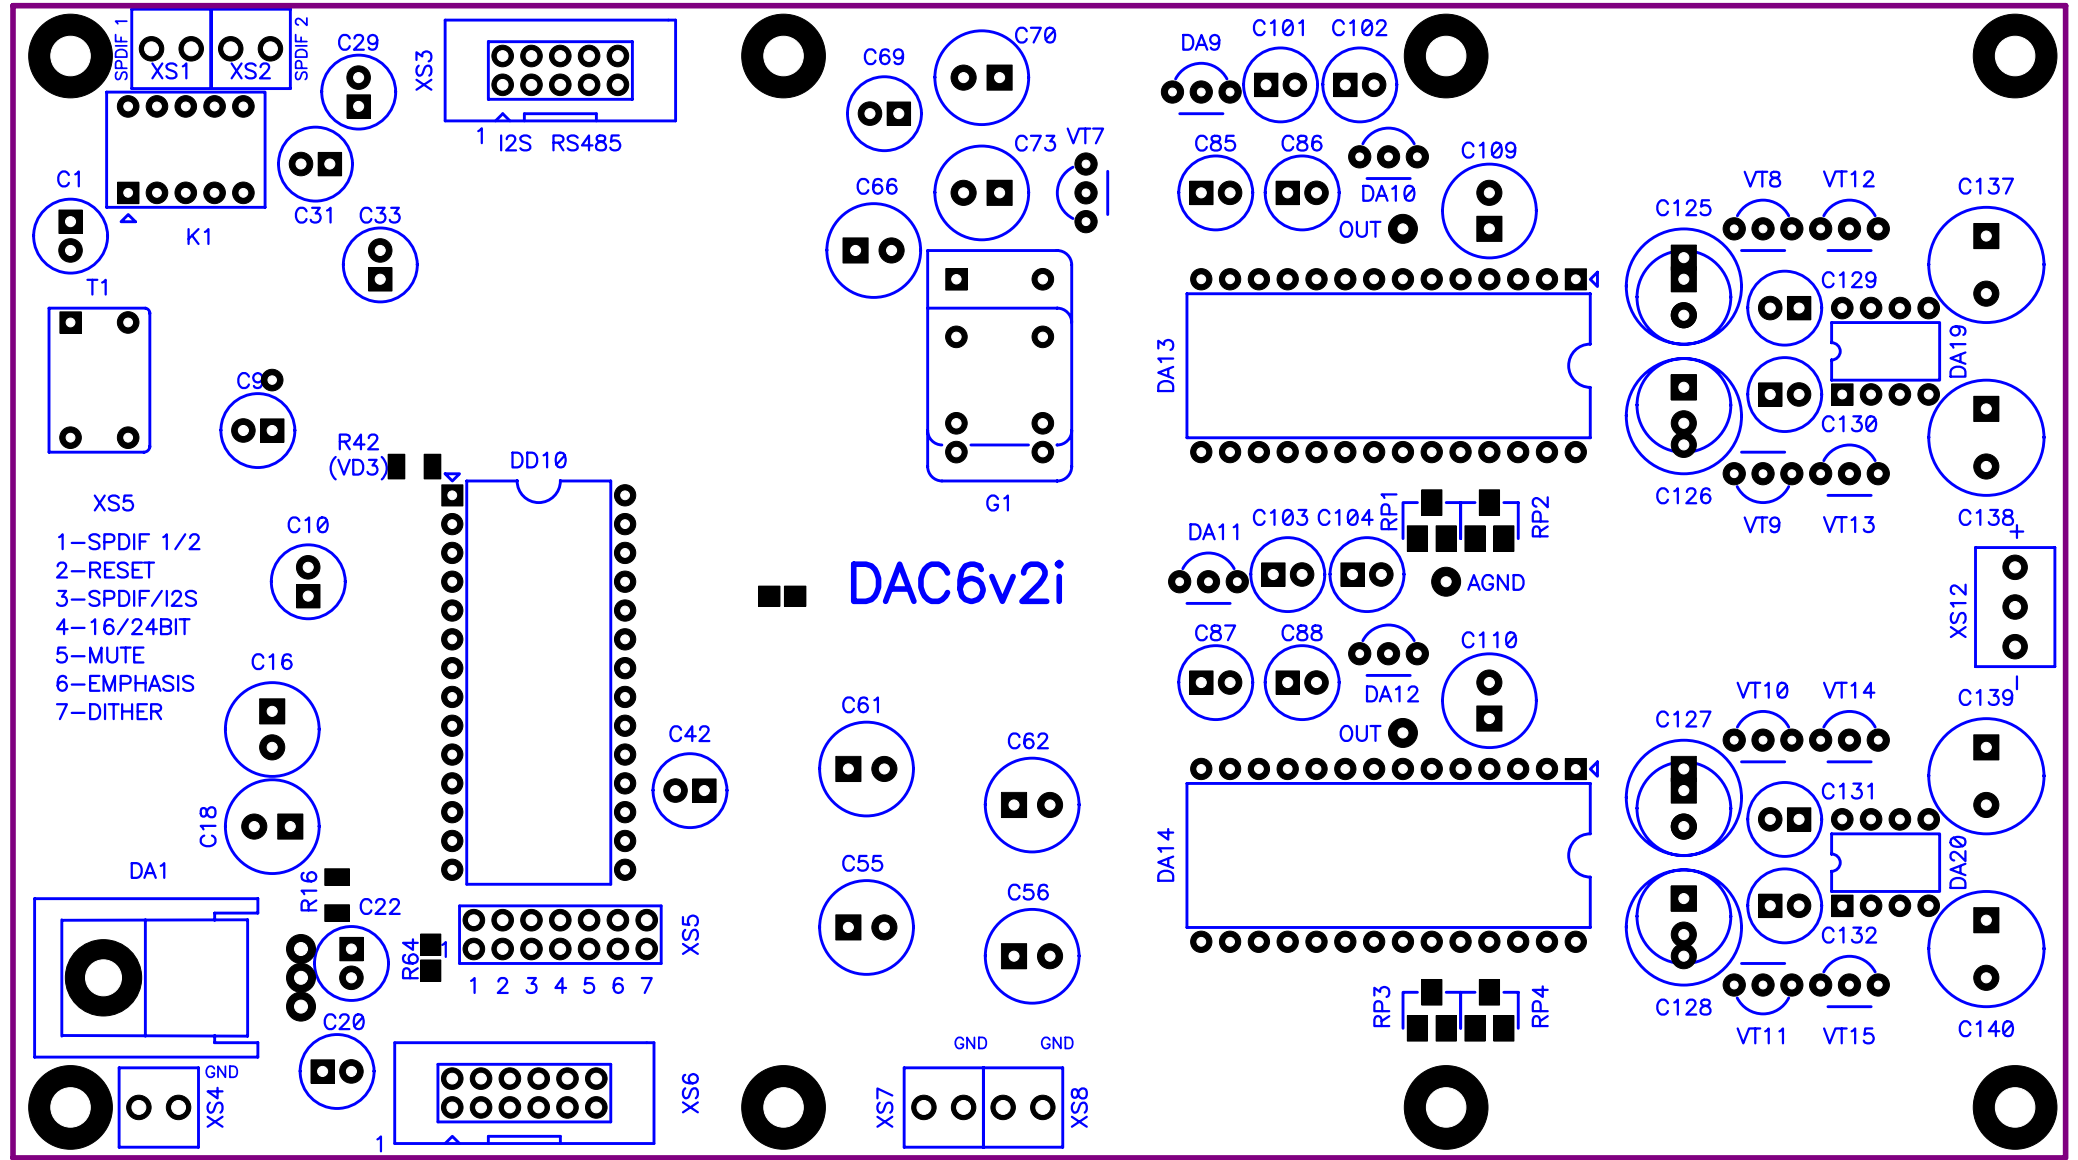 SPDIF 1
XS1
XS2
SPDIF 2
C29
XS3
1
I2S RS485
C69
C70
C73
VT7
C66
DA9
C101
C102
C85
C86
DA10
C109
OUT
C1
K1
C31
C33
T1
C9
R42
(VD3)
DD10
G1
DA13
C125
VT8
VT12
C137
C129
DA19
C130
C126
VT9
VT13
C138
XS5
1-SPDIF 1/2
2-RESET
3-SPDIF/I2S
4-16/24BIT
5-MUTE
6-EMPHASIS
7-DITHER
C10
C16
C18
DAC6v2i
DA11
C103
C104
RP1
RP2
AGND
C87
C88
DA12
C110
OUT
+
XS12
-
C42
C61
C62
C55
C56
DA14
C127
VT10
VT14
C139
C131
DA20
C132
C128
VT11
VT15
C140
RP3
RP4
DA1
R16
C22
R64
1
XS5
1 2 3 4 5 6 7
C20
GND
XS4
1
XS6
GND
GND
XS7
XS8